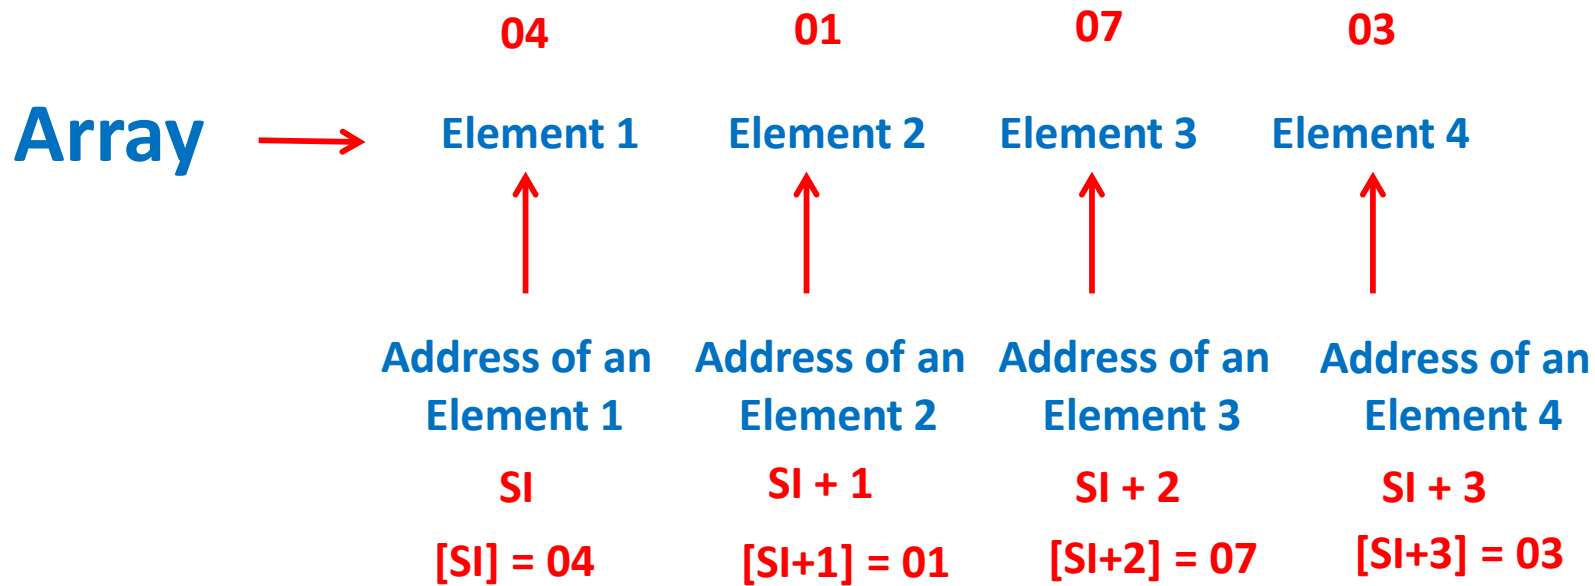 04 01 07 03
Array Element 1 Element 2 Element 3 Element 4
Address of an Address of an Address of an Address of an
Element 1 Element 2 Element 3 Element 4
SI SI + 1 SI + 2 SI + 3
[SI] = 04 [SI+1] = 01 [SI+2] = 07 [SI+3] = 03